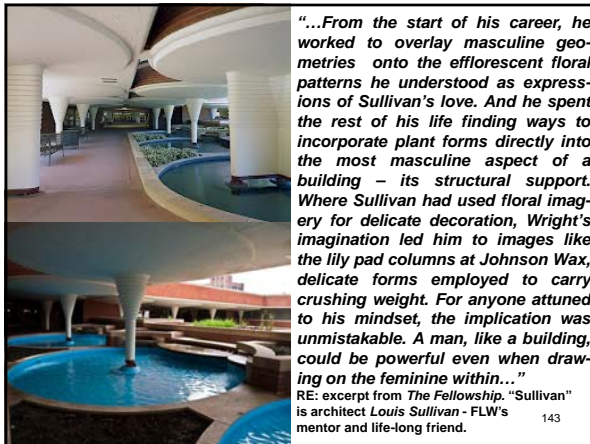 “…From the start of his career, he
worked to overlay masculine geo-
metries onto the efflorescent floral
patterns he understood as express-
ions of Sullivan’s love. And he spent
the rest of his life finding ways to
incorporate plant forms directly into
the most masculine aspect of a
building – its structural support.
Where Sullivan had used floral imag-
ery for delicate decoration, Wright’s
imagination led him to images like
the lily pad columns at Johnson Wax,
delicate forms employed to carry
crushing weight. For anyone attuned
to his mindset, the implication was
unmistakable. A man, like a building,
could be powerful even when draw-
ing on the feminine within…”
RE: excerpt from The Fellowship. “Sullivan”
is architect Louis Sullivan - FLW’s
mentor and life-long friend.
143